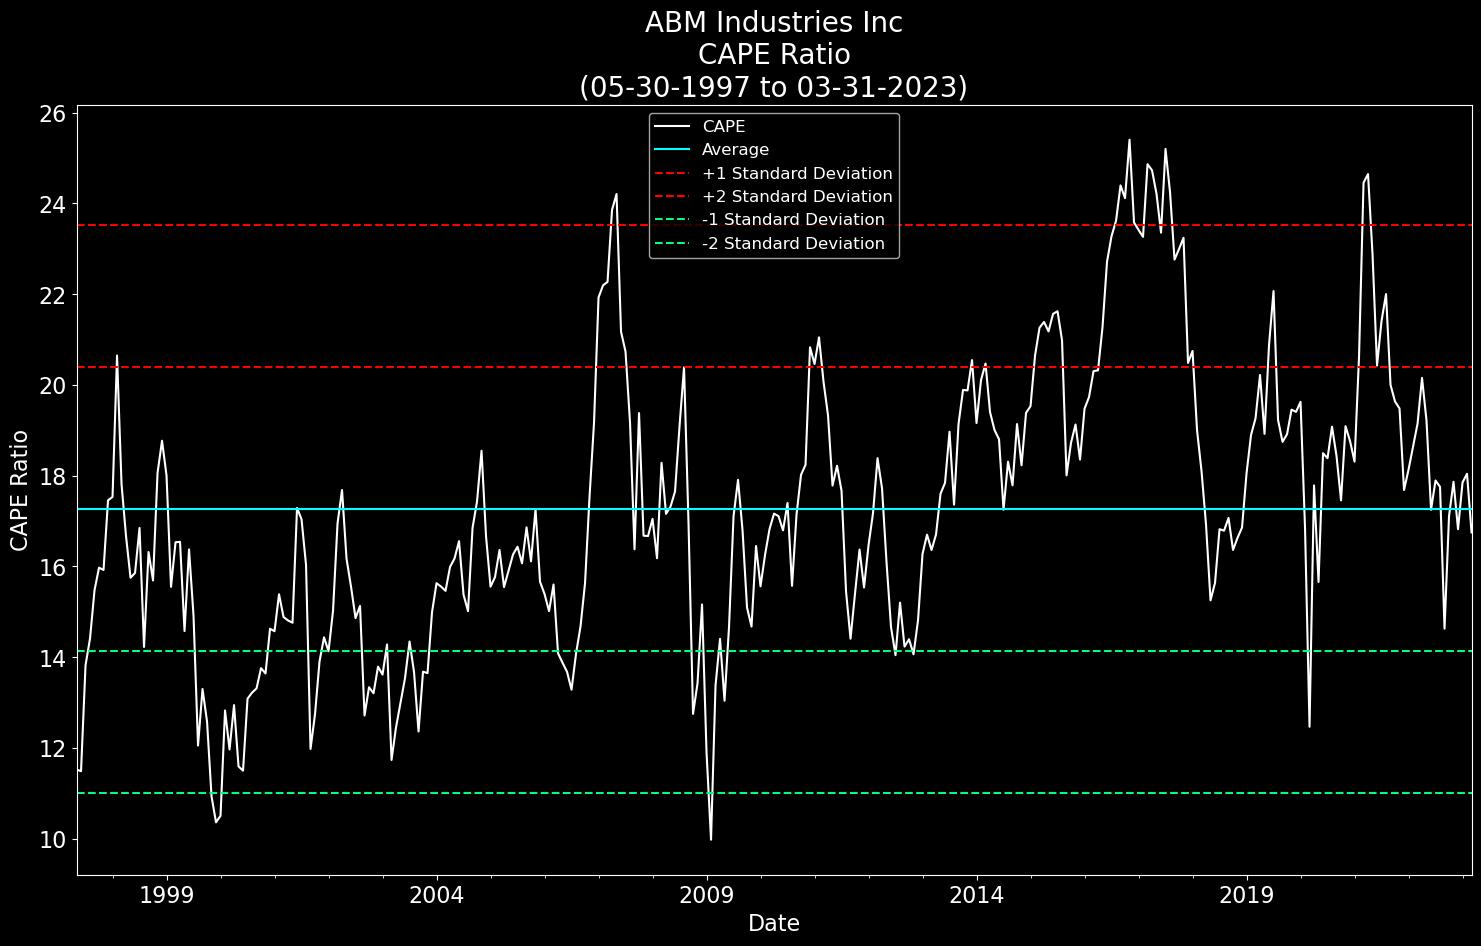 ABM Industries Inc
CAPE Ratio
(05-30-1997 to 03-31-2023)
CAPE
Average
+1 Standard Deviation
+2 Standard Deviation
-1 Standard Deviation
-2 Standard Deviation
CAPE Ratio
26
24
22
20
18
16
14
12
10
1999 2004 2009 2014 2019
Date